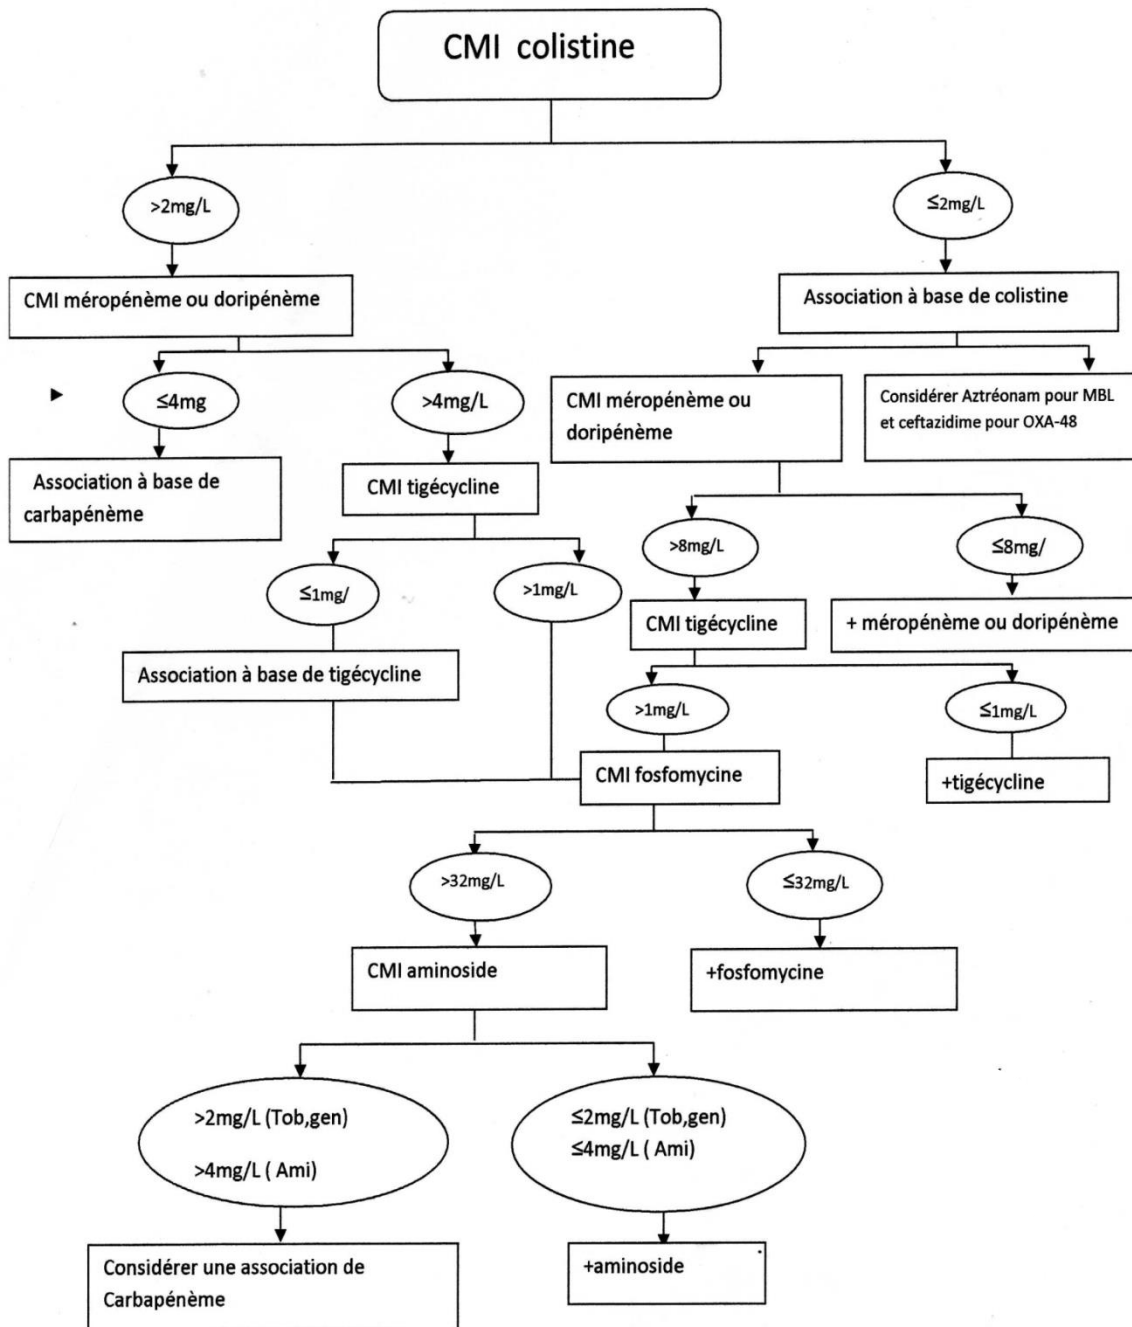 CMI colistine
>2mg/L
≤2mg/L
CMI méropénème ou doripénème
Association à base de colistine
≤4mg
>4mg/L
CMI méropénème ou
doripénème
Considérer Aztréonam pour MBL
et ceftazidime pour OXA-48
Association à base de
carbapénème
CMI tigécycline
>8mg/L
≤8mg/
≤1mg/
>1mg/L
CMI tigécycline
+ méropénème ou doripénème
Association à base de tigécycline
>1mg/L
≤1mg/L
CMI fosfomycine
+tigécycline
>32mg/L
≤32mg/L
CMI aminoside
+fosfomycine
>2mg/L (Tob,gen)
>4mg/L ( Ami)
≤2mg/L (Tob,gen)
≤4mg/L ( Ami)
Considérer une association de
Carbapénème
+aminoside